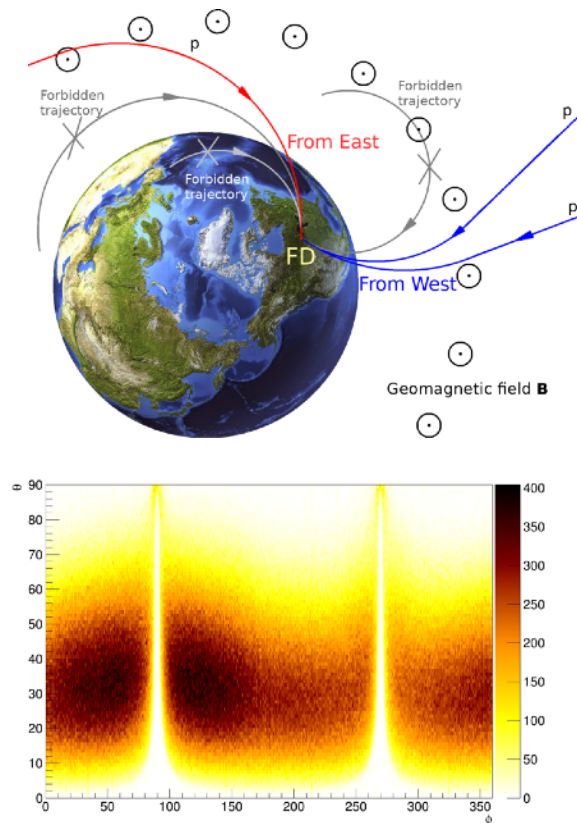 p
Forbidden
trajectory
Forbidden
trajectory
p
From East
Forbidden
trajectory
p
FD
From West
Geomagnetic field B
θ
90
80
70
60
50
40
30
20
10
0
0 50 100 150 200 250 300 350
ϕ
400
350
300
250
200
150
100
50
0